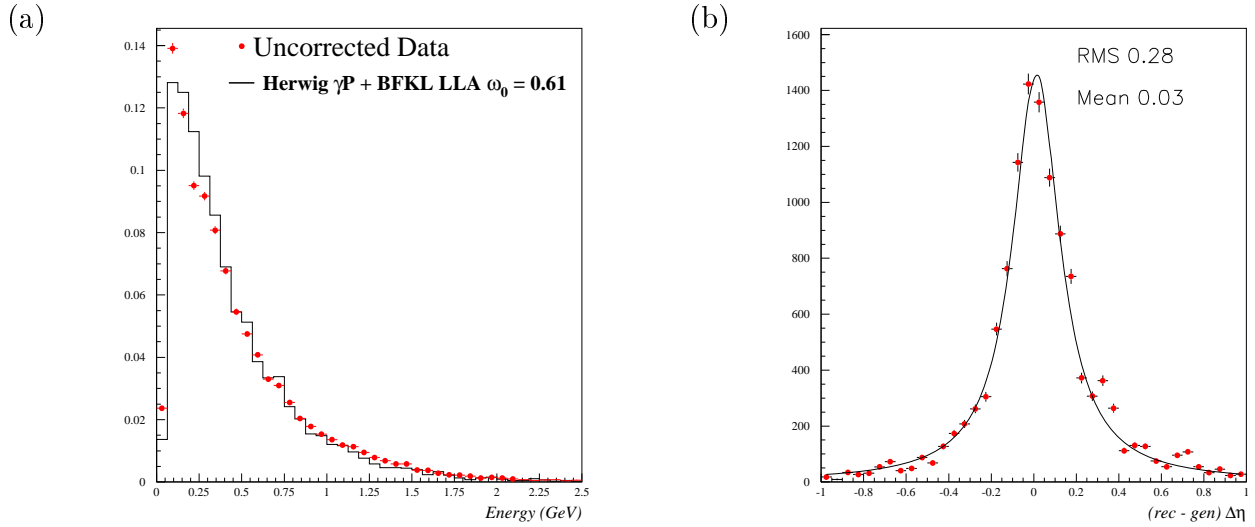 (a)
Uncorrected Data
Herwig γP + BFKL LLA ω0 = 0.61
0.14
0.12
0.1
0.08
0.06
0.04
0.02
0
0 0.25 0.5 0.75 1 1.25 1.5 1.75 2 2.25 2.5
Energy (GeV)
(b)
RMS 0.28
Mean 0.03
1600
1400
1200
1000
800
600
400
200
0
-1 -0.8 -0.6 -0.4 -0.2 0 0.2 0.4 0.6 0.8 1
(rec - gen) Δη